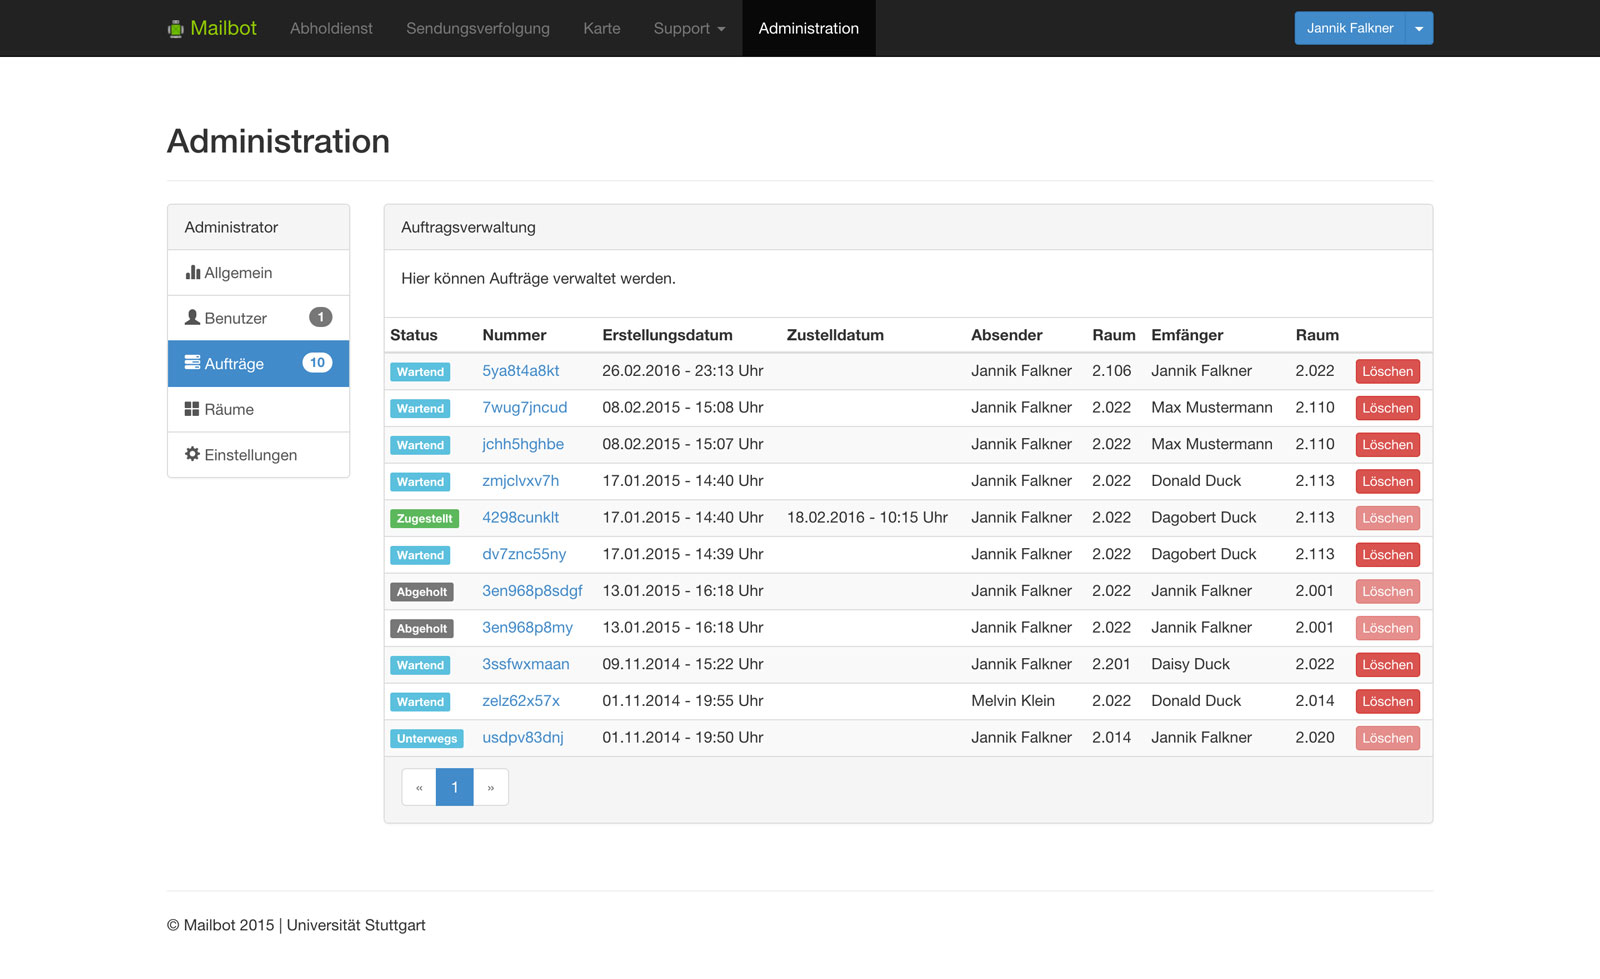 Mailbot Abholdienst Sendungsverfolgung Karte Support Administration Jannik Falkner
Administration
Administrator
Allgemein
Benutzer 1
Aufträge 10
Räume
Einstellungen
Auftragsverwaltung
Hier können Aufträge verwaltet werden.
Status Nummer Erstellungsdatum Zustelldatum Absender Raum Emfänger Raum
Wartend 5ya8t4a8kt 26.02.2016 - 23:13 Uhr Jannik Falkner 2.106 Jannik Falkner 2.022 Löschen
Wartend 7wug7jncud 08.02.2015 - 15:08 Uhr Jannik Falkner 2.022 Max Mustermann 2.110 Löschen
Wartend jchh5hghbe 08.02.2015 - 15:07 Uhr Jannik Falkner 2.022 Max Mustermann 2.110 Löschen
Wartend zmjclvxv7h 17.01.2015 - 14:40 Uhr Jannik Falkner 2.022 Donald Duck 2.113 Löschen
Zugestellt 4298cunklt 17.01.2015 - 14:40 Uhr 18.02.2016 - 10:15 Uhr Jannik Falkner 2.022 Dagobert Duck 2.113 Löschen
Wartend dv7znc55ny 17.01.2015 - 14:39 Uhr Jannik Falkner 2.022 Dagobert Duck 2.113 Löschen
Abgeholt 3en968p8sdgf 13.01.2015 - 16:18 Uhr Jannik Falkner 2.022 Jannik Falkner 2.001 Löschen
Abgeholt 3en968p8my 13.01.2015 - 16:18 Uhr Jannik Falkner 2.022 Jannik Falkner 2.001 Löschen
Wartend 3ssfwxmaan 09.11.2014 - 15:22 Uhr Jannik Falkner 2.201 Daisy Duck 2.022 Löschen
Wartend zelz62x57x 01.11.2014 - 19:55 Uhr Melvin Klein 2.022 Donald Duck 2.014 Löschen
Unterwegs usdpv83dnj 01.11.2014 - 19:50 Uhr Jannik Falkner 2.014 Jannik Falkner 2.020 Löschen
« 1 »
© Mailbot 2015 | Universität Stuttgart